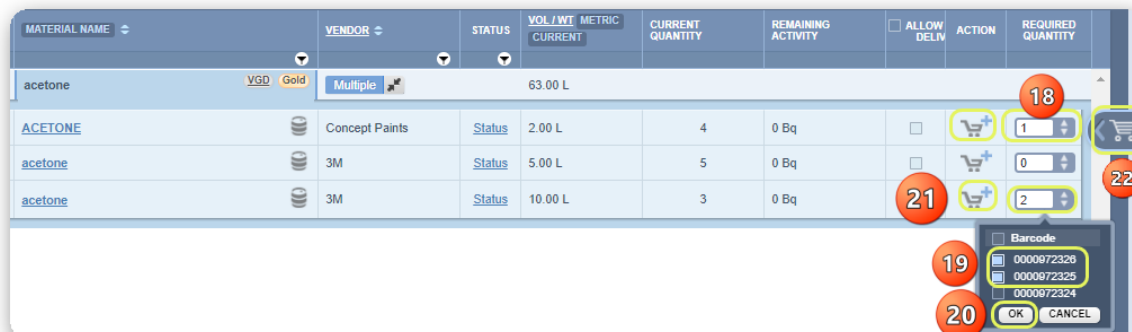 MATERIAL NAME VENDOR STATUS VOL / WT METRIC CURRENT CURRENT QUANTITY REMAINING ACTIVITY ALLOW DELIV ACTION REQUIRED QUANTITY
acetone VGD Gold Multiple 63.00 L
18
ACETONE Concept Paints Status 2.00 L 4 0 Bq 1
acetone 3M Status 5.00 L 5 0 Bq 0
22
acetone 3M Status 10.00 L 3 0 Bq 21 2
Barcode
19 0000972326
0000972325
0000972324
20 OK CANCEL